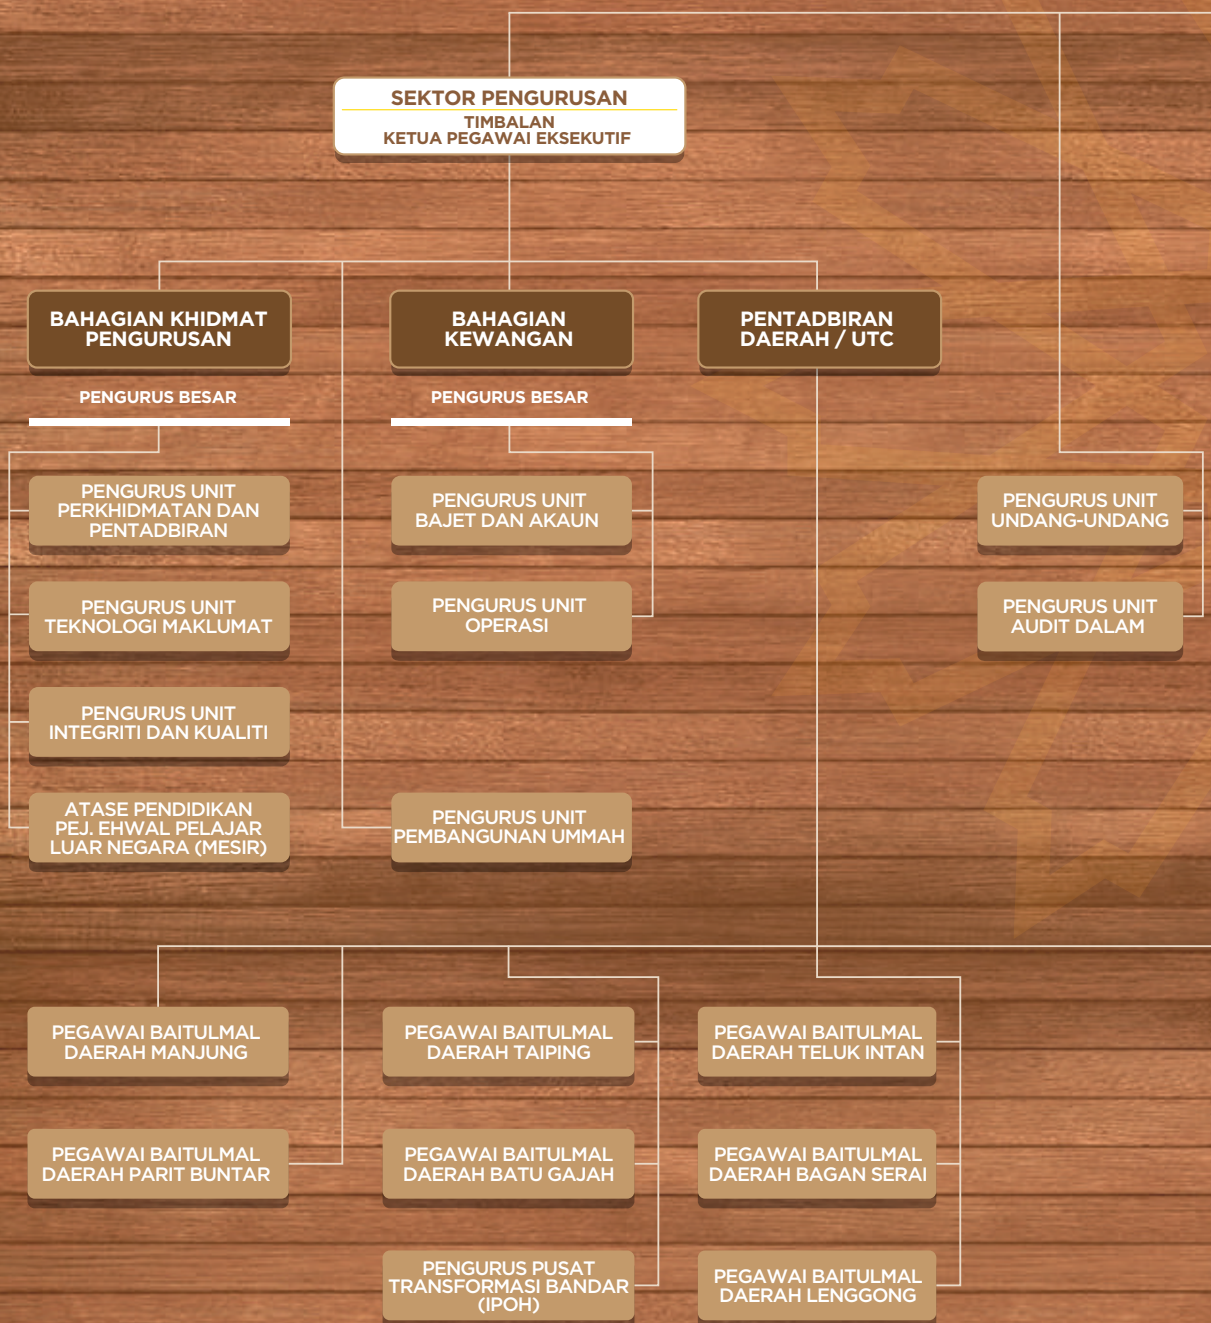 SEKTOR PENGURUSAN
TIMBALAN
KETUA PEGAWAI EKSEKUTIF
BAHAGIAN KHIDMAT
PENGURUSAN
PENGURUS BESAR
BAHAGIAN
KEWANGAN
PENGURUS BESAR
PENTADBIRAN
DAERAH / UTC
PENGURUS UNIT
PERKHIDMATAN DAN
PENTADBIRAN
PENGURUS UNIT
TEKNOLOGI MAKLUMAT
PENGURUS UNIT
INTEGRITI DAN KUALITI
ATASE PENDIDIKAN
PEJ. EHWAL PELAJAR
LUAR NEGARA (MESIR)
PENGURUS UNIT
BAJET DAN AKAUN
PENGURUS UNIT
OPERASI
PENGURUS UNIT
PEMBANGUNAN UMMAH
PENGURUS UNIT
UNDANG-UNDANG
PENGURUS UNIT
AUDIT DALAM
PEGAWAI BAITULMAL
DAERAH MANJUNG
PEGAWAI BAITULMAL
DAERAH PARIT BUNTAR
PEGAWAI BAITULMAL
DAERAH TAIPING
PEGAWAI BAITULMAL
DAERAH BATU GAJAH
PENGURUS PUSAT
TRANSFORMASI BANDAR
(IPOH)
PEGAWAI BAITULMAL
DAERAH TELUK INTAN
PEGAWAI BAITULMAL
DAERAH BAGAN SERAI
PEGAWAI BAITULMAL
DAERAH LENGGONG